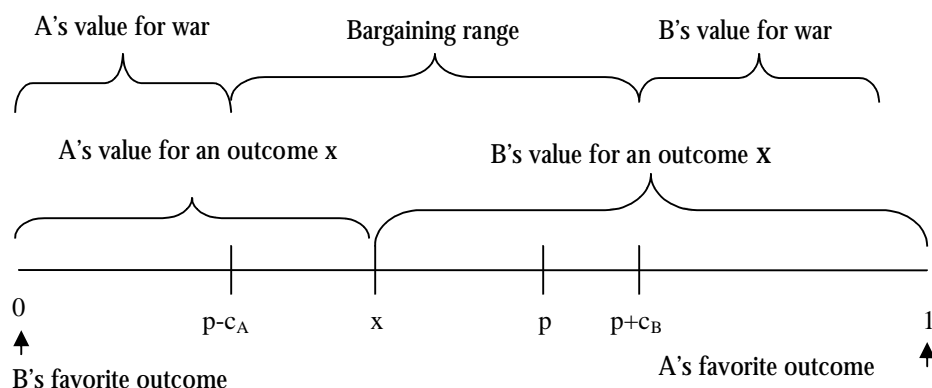 A's value for war Bargaining range B's value for war
A's value for an outcome x B's value for an outcome x
0 p-cA x p p+cB 1
B's favorite outcome A's favorite outcome